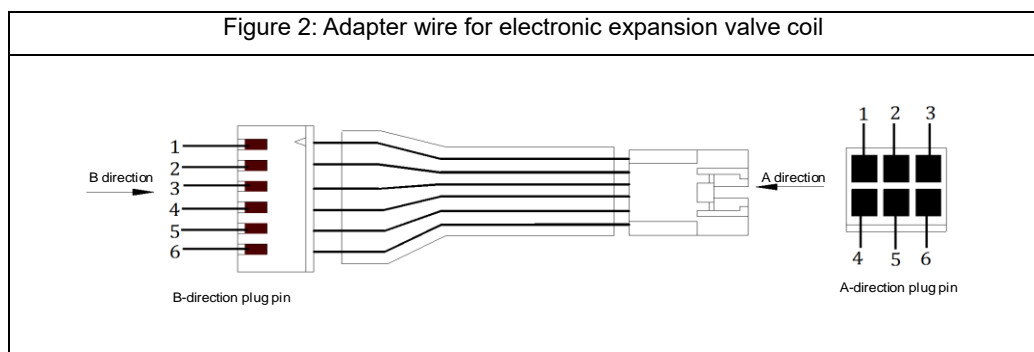 Figure 2: Adapter wire for electronic expansion valve coil
1 2 3
1
2
3
4
5
6
B direction
A direction
4 5 6
B-direction plug pin
A-direction plug pin